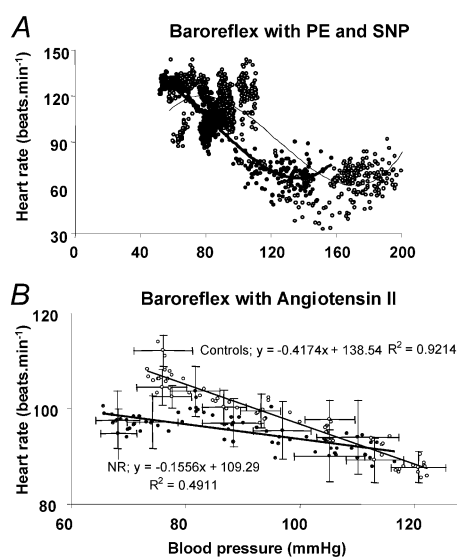 A
Baroreflex with PE and SNP
Heart rate (beats.min⁻¹)
150
120
90
60
30
0 40 80 120 160 200
B
Baroreflex with Angiotensin II
Heart rate (beats.min⁻¹)
120
100
80
Controls; y = -0.4174x + 138.54 R² = 0.9214
NR; y = -0.1556x + 109.29
R² = 0.4911
60 80 100 120
Blood pressure (mmHg)